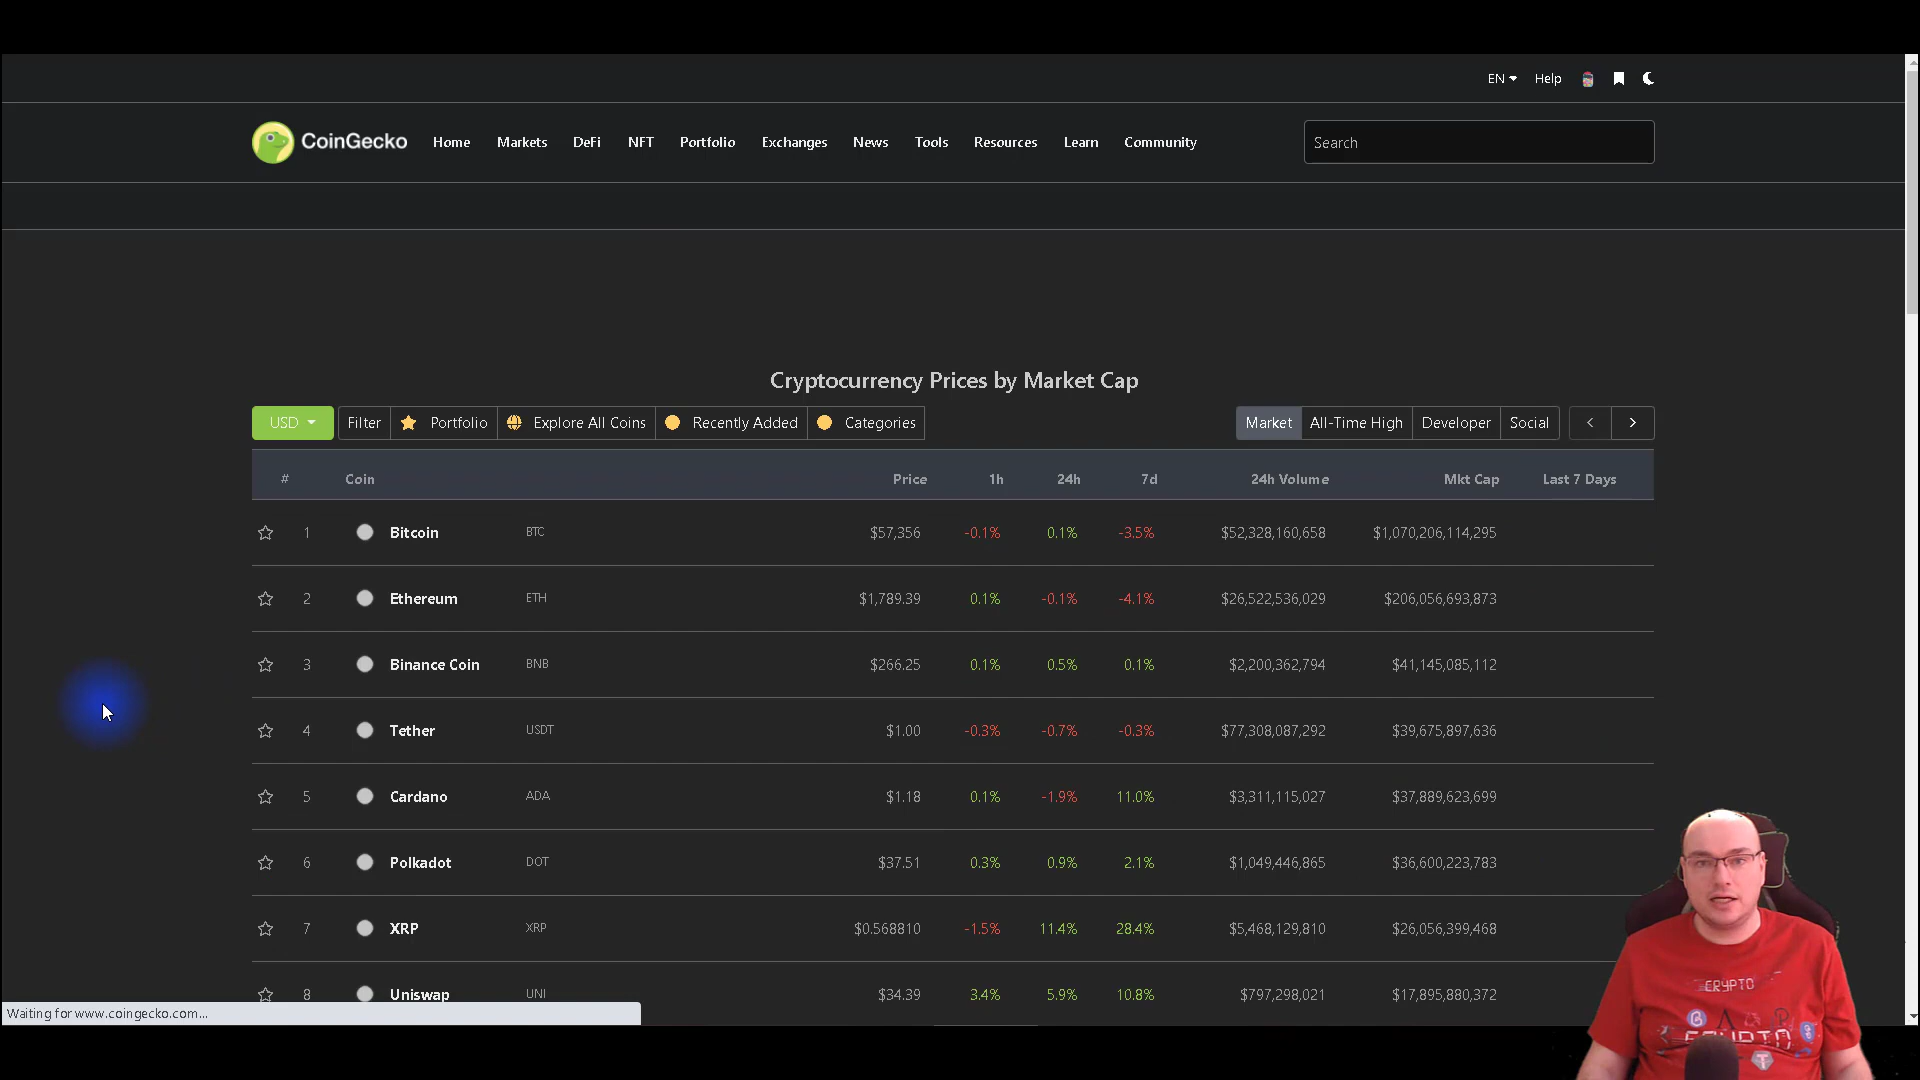 EN Help
CoinGecko Home Markets DeFi NFT Portfolio Exchanges News Tools Resources Learn Community Search
Cryptocurrency Prices by Market Cap
USD Filter Portfolio Explore All Coins Recently Added Categories Market All-Time High Developer Social
# Coin Price 1h 24h 7d 24h Volume Mkt Cap Last 7 Days
1 Bitcoin BTC $57,356 -0.1% 0.1% -3.5% $52,328,160,658 $1,070,206,114,295
2 Ethereum ETH $1,789.39 0.1% -0.1% -4.1% $26,522,536,029 $206,056,693,873
3 Binance Coin BNB $266.25 0.1% 0.5% 0.1% $2,200,362,794 $41,145,085,112
4 Tether USDT $1.00 -0.3% -0.7% -0.3% $77,308,087,292 $39,675,897,636
5 Cardano ADA $1.18 0.1% -1.9% 11.0% $3,311,115,027 $37,889,623,699
6 Polkadot DOT $37.51 0.3% 0.9% 2.1% $1,049,446,865 $36,600,223,783
7 XRP XRP $0.568810 -1.5% 11.4% 28.4% $5,468,129,810 $26,056,399,468
8 Uniswap UNI $34.39 3.4% 5.9% 10.8% $797,298,021 $17,895,880,372
Waiting for www.coingecko.com...
CRYPTO
CRYPTO